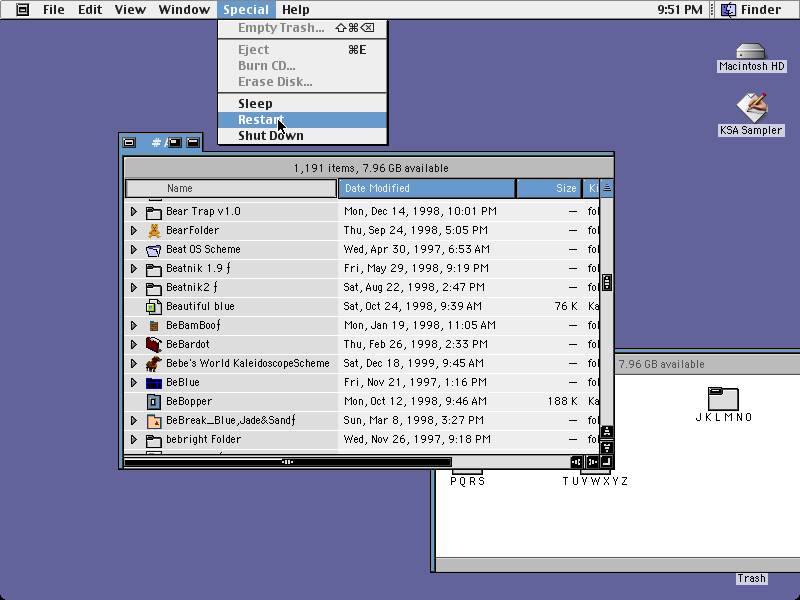 File Edit View Window Special Help 9:51 PM Finder
Empty Trash... ⇧⌘⌫
Eject ⌘E
Burn CD...
Erase Disk...
Sleep
Restart
Shut Down
Macintosh HD
KSA Sampler
1,191 items, 7.96 GB available
Name Date Modified Size Ki
Bear Trap v1.0 Mon, Dec 14, 1998, 10:01 PM — fol
BearFolder Thu, Sep 24, 1998, 5:05 PM — fol
Beat OS Scheme Wed, Apr 30, 1997, 6:53 AM — fol
Beatnik 1.9 ƒ Fri, May 29, 1998, 9:19 PM — fol
Beatnik2 ƒ Sat, Aug 22, 1998, 2:47 PM — fol
Beautiful blue Sat, Oct 24, 1998, 9:39 AM 76 K Ka
BeBamBooƒ Mon, Jan 19, 1998, 11:05 AM — fol
BeBardot Thu, Feb 26, 1998, 2:33 PM — fol
Bebe's World KaleidoscopeScheme Sat, Dec 18, 1999, 9:45 AM — fol
BeBlue Fri, Nov 21, 1997, 1:16 PM — fol
BeBopper Mon, Oct 12, 1998, 9:46 AM 188 K Ka
BeBreak_Blue,Jade&Sandƒ Sun, Mar 8, 1998, 3:27 PM — fol
bebright Folder Wed, Nov 26, 1997, 9:18 PM — fol
7.96 GB available
J K L M N O
P Q R S
T U V W X Y Z
Trash